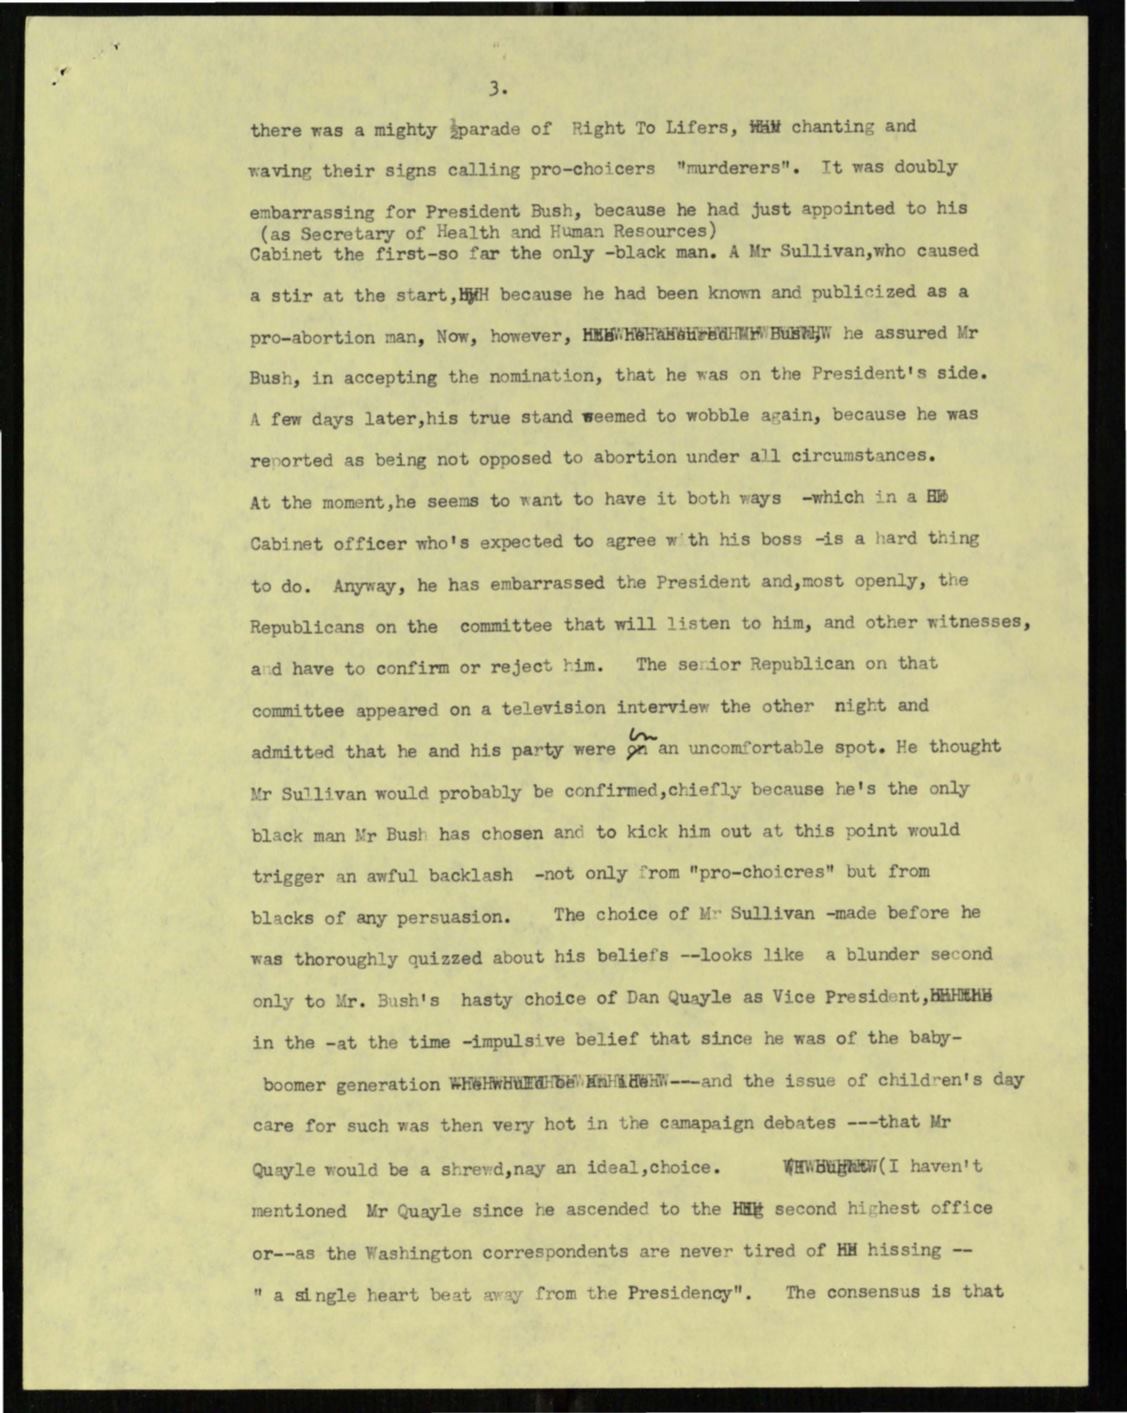 3.
there was a mighty parade of Right To Lifers, chanting and
waving their signs calling pro-choicers "murderers". It was doubly
embarrassing for President Bush, because he had just appointed to his
(as Secretary of Health and Human Resources)
Cabinet the first-so far the only -black man. A Mr Sullivan,who caused
a stir at the start, because he had been known and publicized as a
pro-abortion man, Now, however, he assured Mr
Bush, in accepting the nomination, that he was on the President's side.
A few days later,his true stand seemed to wobble again, because he was
reported as being not opposed to abortion under all circumstances.
At the moment,he seems to want to have it both ways -which in a
Cabinet officer who's expected to agree with his boss -is a hard thing
to do. Anyway, he has embarrassed the President and,most openly, the
Republicans on the committee that will listen to him, and other witnesses,
and have to confirm or reject him. The senior Republican on that
committee appeared on a television interview the other night and
admitted that he and his party were in an uncomfortable spot. He thought
Mr Sullivan would probably be confirmed,chiefly because he's the only
black man Mr Bush has chosen and to kick him out at this point would
trigger an awful backlash -not only from "pro-choicres" but from
blacks of any persuasion. The choice of Mr Sullivan -made before he
was thoroughly quizzed about his beliefs --looks like a blunder second
only to Mr. Bush's hasty choice of Dan Quayle as Vice President,
in the -at the time -impulsive belief that since he was of the baby-
boomer generation ---and the issue of children's day
care for such was then very hot in the camapaign debates ---that Mr
Quayle would be a shrewd,nay an ideal,choice. (I haven't
mentioned Mr Quayle since he ascended to the second highest office
or--as the Washington correspondents are never tired of hissing --
" a single heart beat away from the Presidency". The consensus is that